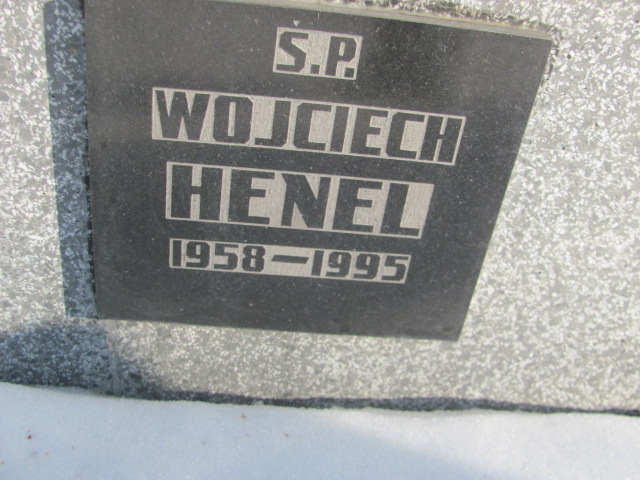 Ś.P.
WOJCIECH
HENEL
1958—1995